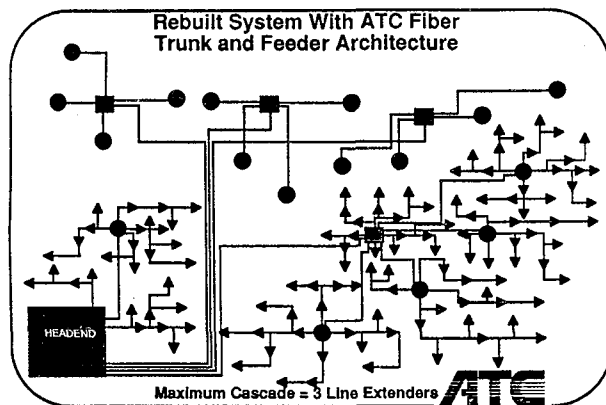 Rebuilt System With ATC Fiber
Trunk and Feeder Architecture
HEADEND
Maximum Cascade = 3 Line Extenders
ATC